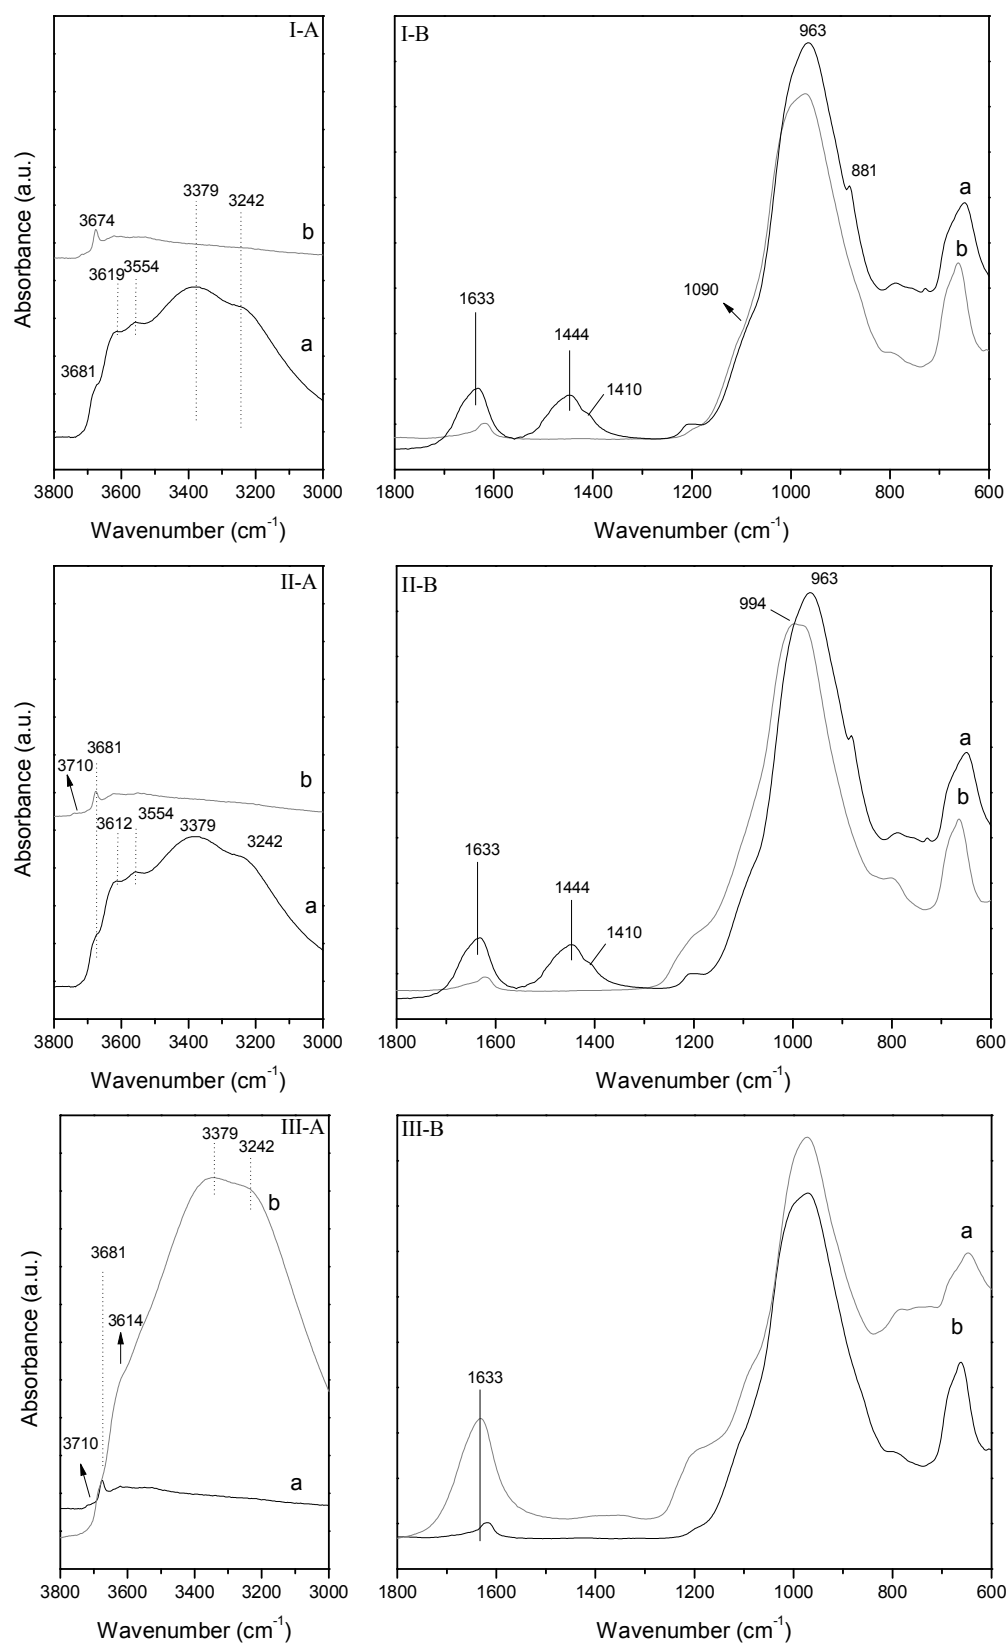 I-A
3379
3242
3674
b
3619
3554
3681
a
Absorbance (a.u.)
3800 3600 3400 3200 3000
Wavenumber (cm-1)
I-B
963
881
a
b
1090
1633
1444
1410
1800 1600 1400 1200 1000 800 600
Wavenumber (cm-1)
II-A
3681
3710
b
3612
3554
3379
3242
a
Absorbance (a.u.)
3800 3600 3400 3200 3000
Wavenumber (cm-1)
II-B
963
994
a
b
1633
1444
1410
1800 1600 1400 1200 1000 800 600
Wavenumber (cm-1)
III-A
3379
3242
b
3681
3614
3710
a
Absorbance (a.u.)
3800 3600 3400 3200 3000
Wavenumber (cm-1)
III-B
a
b
1633
1800 1600 1400 1200 1000 800 600
Wavenumber (cm-1)